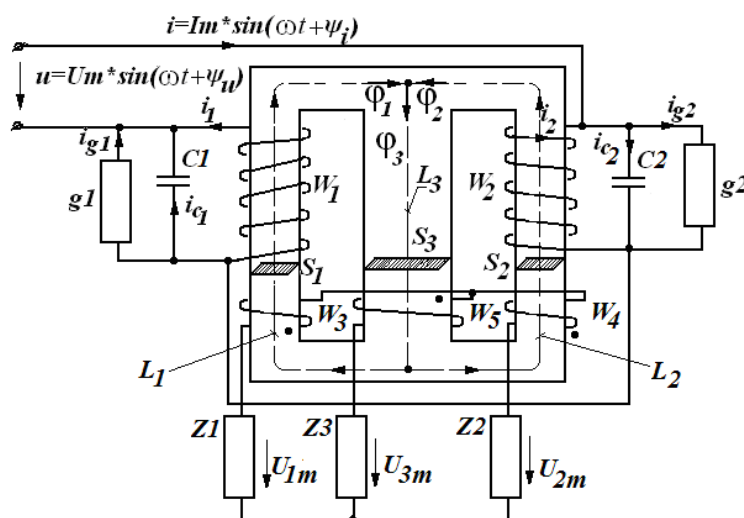 i=Im*sin(ωt+ψi)
u=Um*sin(ωt+ψu)
i1
φ1
φ2
i2
ig2
ig1
C1
φ3
ic2
C2
g1
ic1
W1
L3
W2
g2
S1
S3
S2
W3
W5
W4
L1
L2
Z1
Z3
Z2
U1m
U3m
U2m